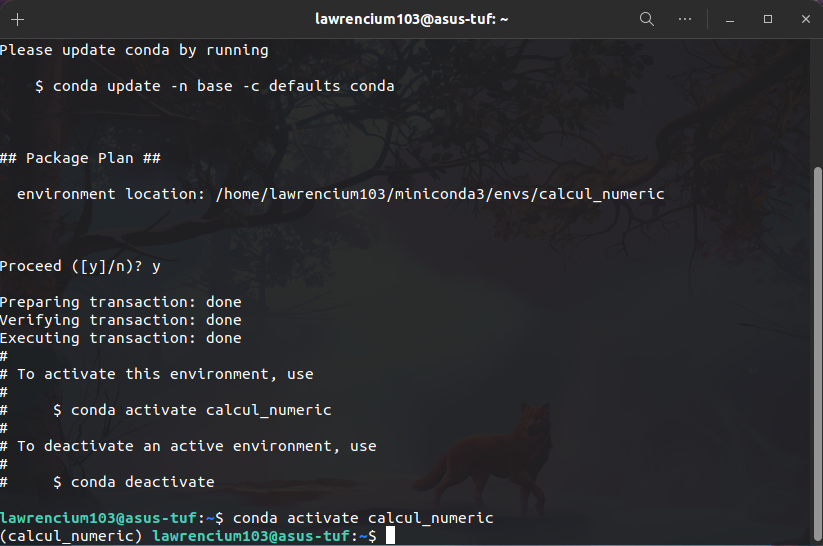 lawrencium103@asus-tuf: ~
Please update conda by running
$ conda update -n base -c defaults conda
## Package Plan ##
environment location: /home/lawrencium103/miniconda3/envs/calcul_numeric
Proceed ([y]/n)? y
Preparing transaction: done
Verifying transaction: done
Executing transaction: done
#
# To activate this environment, use
#
#     $ conda activate calcul_numeric
#
# To deactivate an active environment, use
#
#     $ conda deactivate
lawrencium103@asus-tuf:~$ conda activate calcul_numeric
(calcul_numeric) lawrencium103@asus-tuf:~$